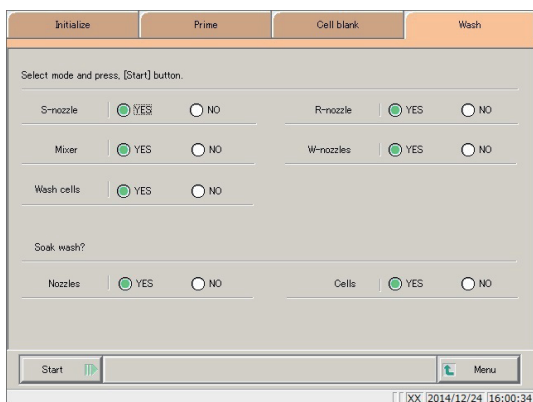 Initialize Prime Cell blank Wash
Select mode and press, [Start] button.
S-nozzle YES NO R-nozzle YES NO
Mixer YES NO W-nozzles YES NO
Wash cells YES NO
Soak wash?
Nozzles YES NO Cells YES NO
Start Menu
XX 2014/12/24 16:00:34